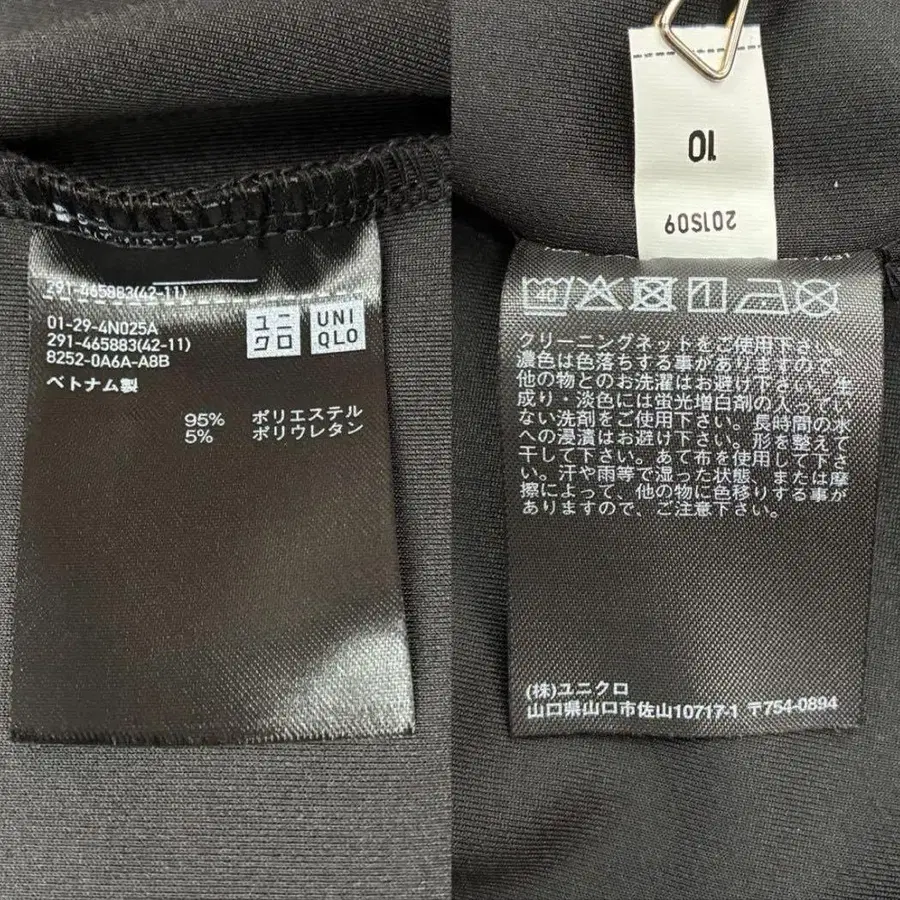 291-465883(42-11)
01-29-4N025A
291-465883(42-11)
8252-0A6A-A8B
ベトナム製
ユニクロ
UNIQLO
95% ポリエステル
5% ポリウレタン
10
201S09
40
クリーニングネットをご使用下さい。
濃色は色落ちする事がありますので、
他の物とのお洗濯はお避け下さい。生
成り・淡色には蛍光増白剤の入ってい
ない洗剤をご使用下さい。長時間の水
への浸漬はお避け下さい。形を整えて
干して下さい。あて布を使用して下さ
い。汗や雨等で湿った状態、または摩
擦によって、他の物に色移りする事が
ありますので、ご注意下さい。
(株)ユニクロ
山口県山口市佐山10717-1 〒754-0894